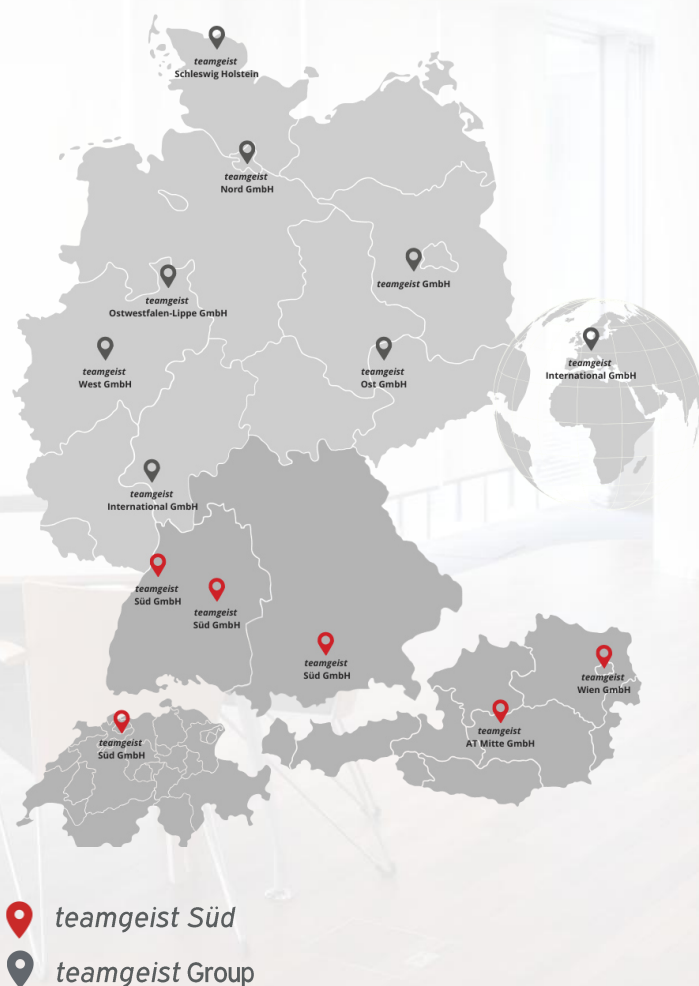 teamgeist
Schleswig Holstein
teamgeist
Nord GmbH
teamgeist GmbH
teamgeist
Ostwestfalen-Lippe GmbH
teamgeist
West GmbH
teamgeist
Ost GmbH
teamgeist
International GmbH
teamgeist
International GmbH
teamgeist
Süd GmbH
teamgeist
Süd GmbH
teamgeist
Süd GmbH
teamgeist
Wien GmbH
teamgeist
AT Mitte GmbH
teamgeist
Süd GmbH
teamgeist Süd
teamgeist Group